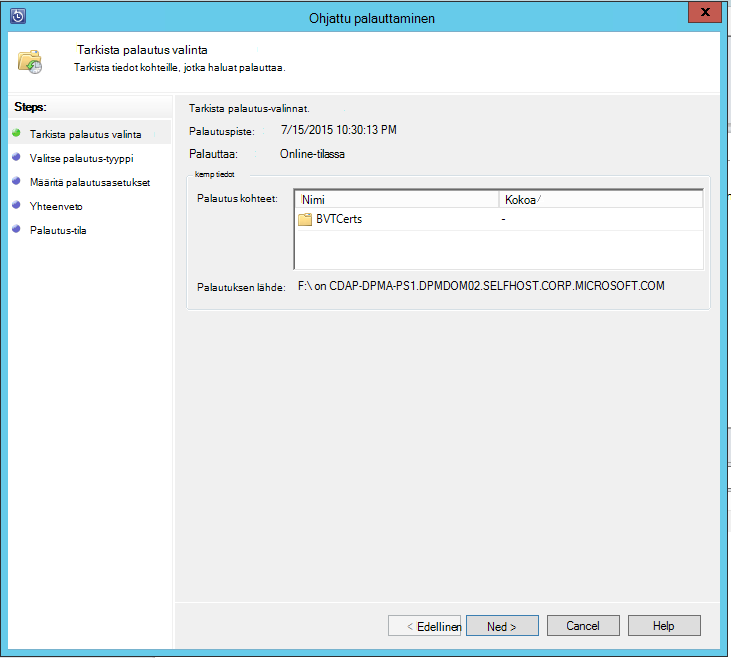 Ohjattu palauttaminen
x
Tarkista palautus valinta
Tarkista tiedot kohteille, jotka haluat palauttaa.
Steps:
Tarkista palautus valinta
Valitse palautus-tyyppi
Määritä palautusasetukset
Yhteenveto
Palautus-tila
Tarkista palautus-valinnat.
Palautuspiste: 7/15/2015 10:30:13 PM
Palauttaa: Online-tilassa
kemp tiedot
Palautus kohteet:
Nimi Kokoa
BVTCerts -
Palautuksen lähde: F:\ on CDAP-DPMA-PS1.DPMDOM02.SELFHOST.CORP.MICROSOFT.COM
< Edellinen Ned > Cancel Help